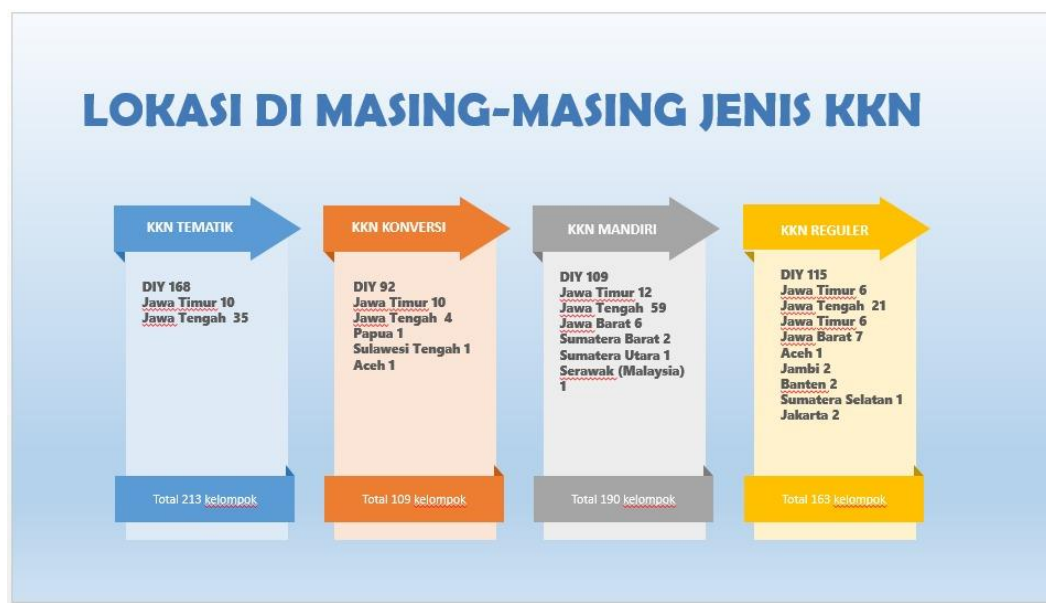 LOKASI DI MASING-MASING JENIS KKN
KKN TEMATIK
DIY 168
Jawa Timur 10
Jawa Tengah 35
Total 213 kelompok
KKN KONVERSI
DIY 92
Jawa Timur 10
Jawa Tengah 4
Papua 1
Sulawesi Tengah 1
Aceh 1
Total 109 kelompok
KKN MANDIRI
DIY 109
Jawa Timur 12
Jawa Tengah 59
Jawa Barat 6
Sumatera Barat 2
Sumatera Utara 1
Serawak (Malaysia)
1
Total 190 kelompok
KKN REGULER
DIY 115
Jawa Timur 6
Jawa Tengah 21
Jawa Timur 6
Jawa Barat 7
Aceh 1
Jambi 2
Banten 2
Sumatera Selatan 1
Jakarta 2
Total 163 kelompok